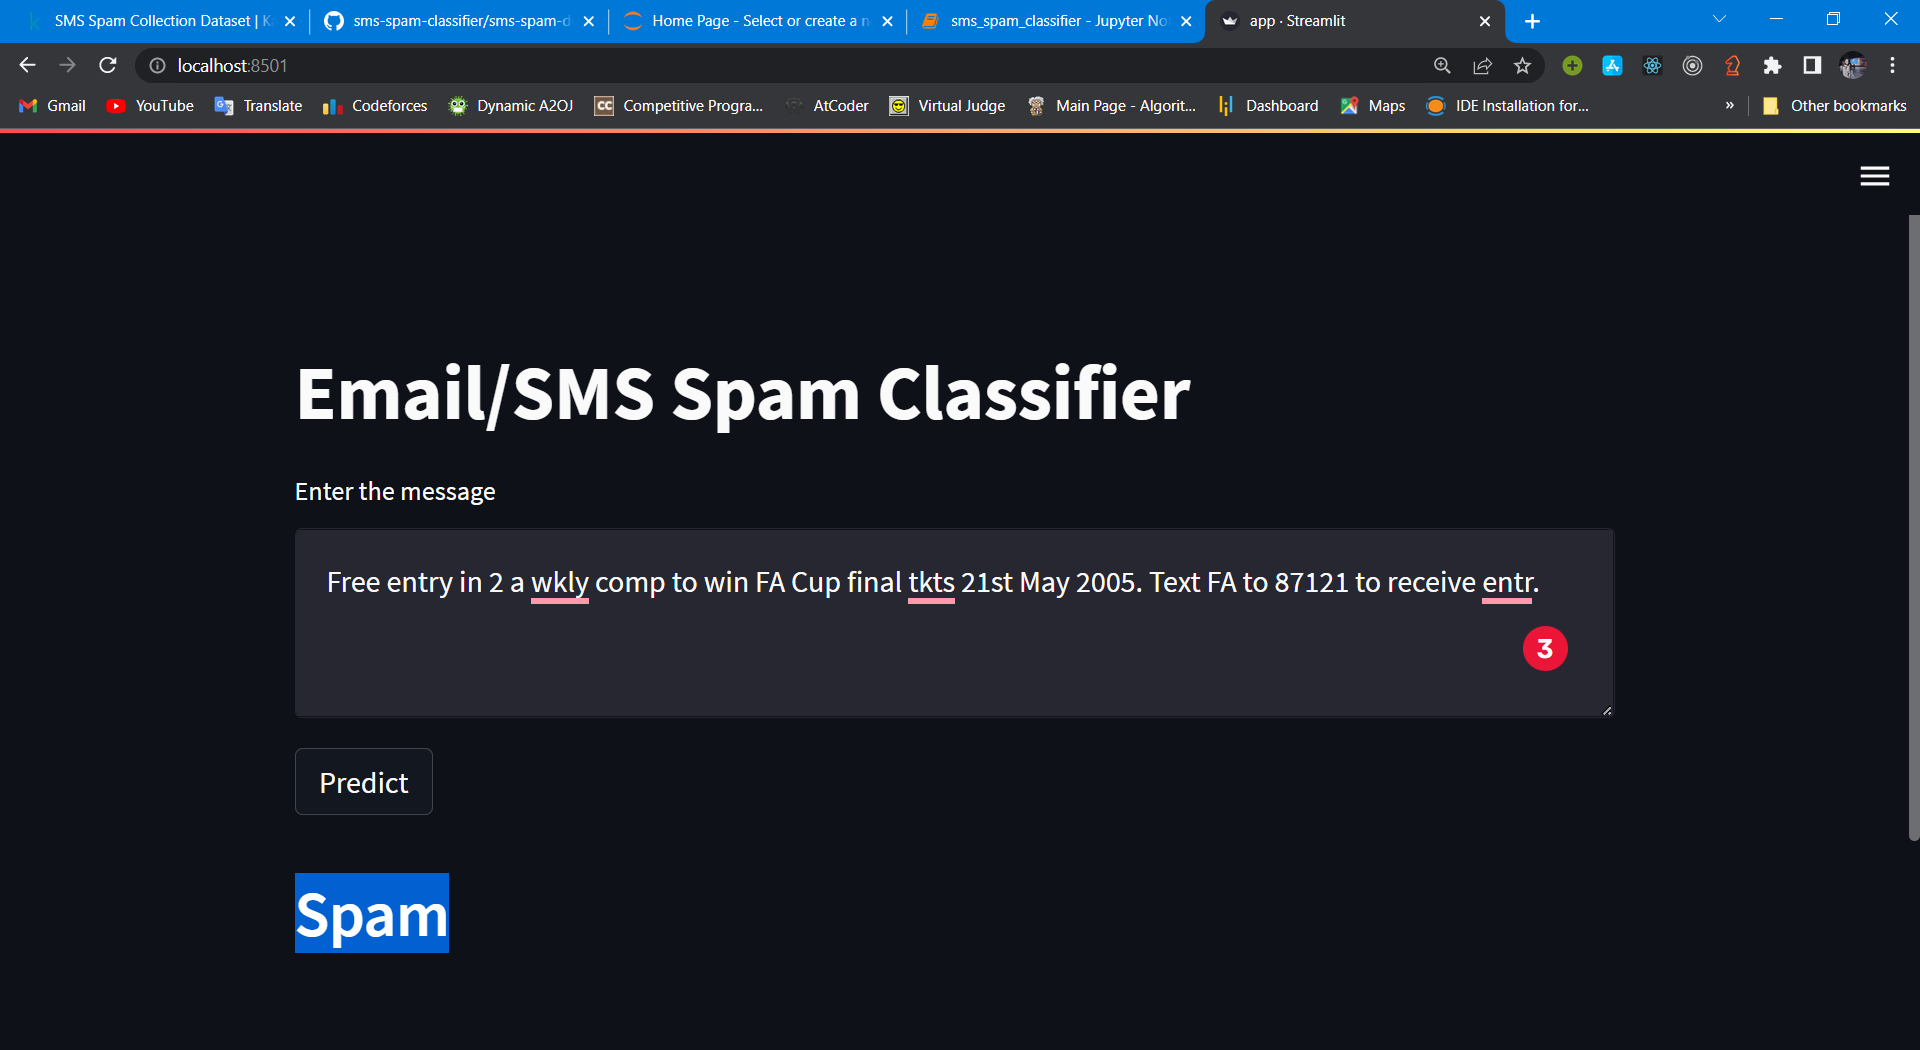 SMS Spam Collection Dataset | K
sms-spam-classifier/sms-spam-d
Home Page - Select or create a n
sms_spam_classifier - Jupyter No
app · Streamlit
localhost:8501
Gmail
YouTube
Translate
Codeforces
Dynamic A2OJ
CC
Competitive Progra...
AtCoder
Virtual Judge
Main Page - Algorit...
Dashboard
Maps
IDE Installation for...
»
Other bookmarks
Email/SMS Spam Classifier
Enter the message
Free entry in 2 a wkly comp to win FA Cup final tkts 21st May 2005. Text FA to 87121 to receive entr.
3
Predict
Spam